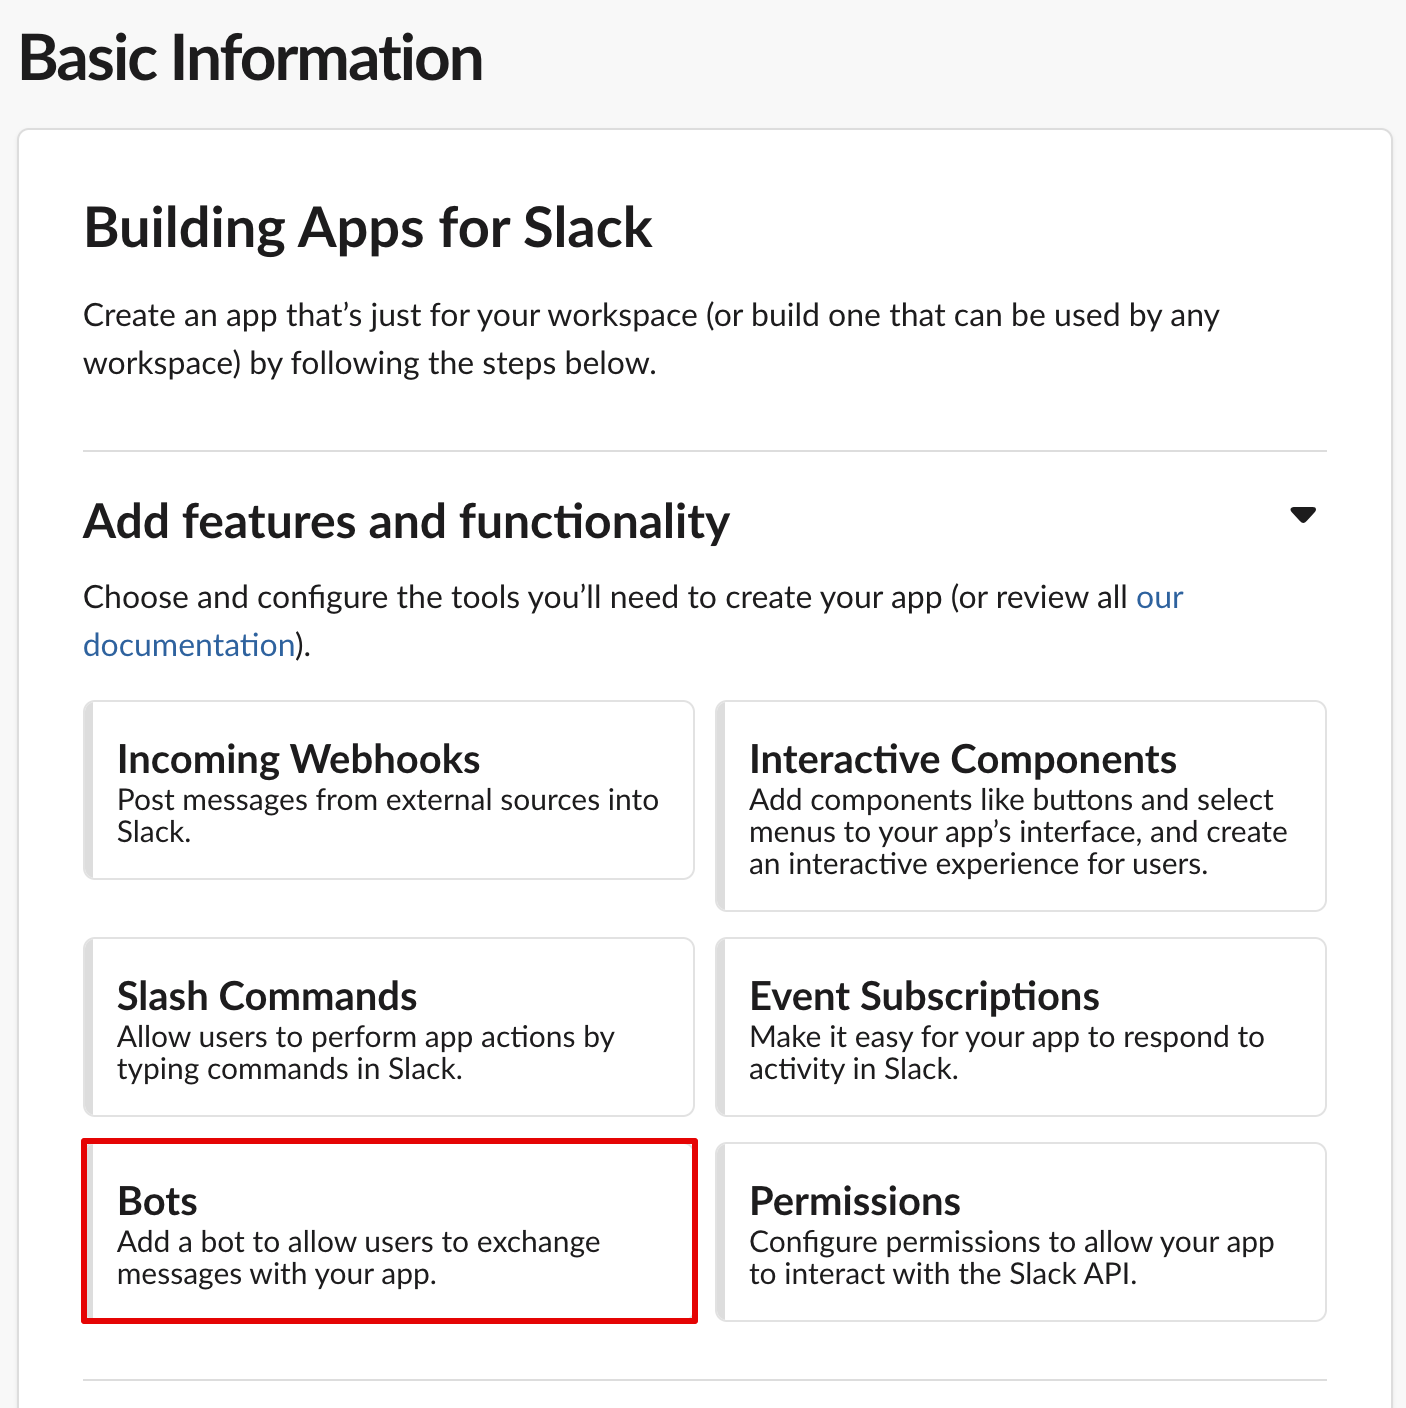 Basic Information
Building Apps for Slack
Create an app that’s just for your workspace (or build one that can be used by any
workspace) by following the steps below.
Add features and functionality
Choose and configure the tools you’ll need to create your app (or review all our
documentation).
Incoming Webhooks
Post messages from external sources into
Slack.
Interactive Components
Add components like buttons and select
menus to your app’s interface, and create
an interactive experience for users.
Slash Commands
Allow users to perform app actions by
typing commands in Slack.
Event Subscriptions
Make it easy for your app to respond to
activity in Slack.
Bots
Add a bot to allow users to exchange
messages with your app.
Permissions
Configure permissions to allow your app
to interact with the Slack API.